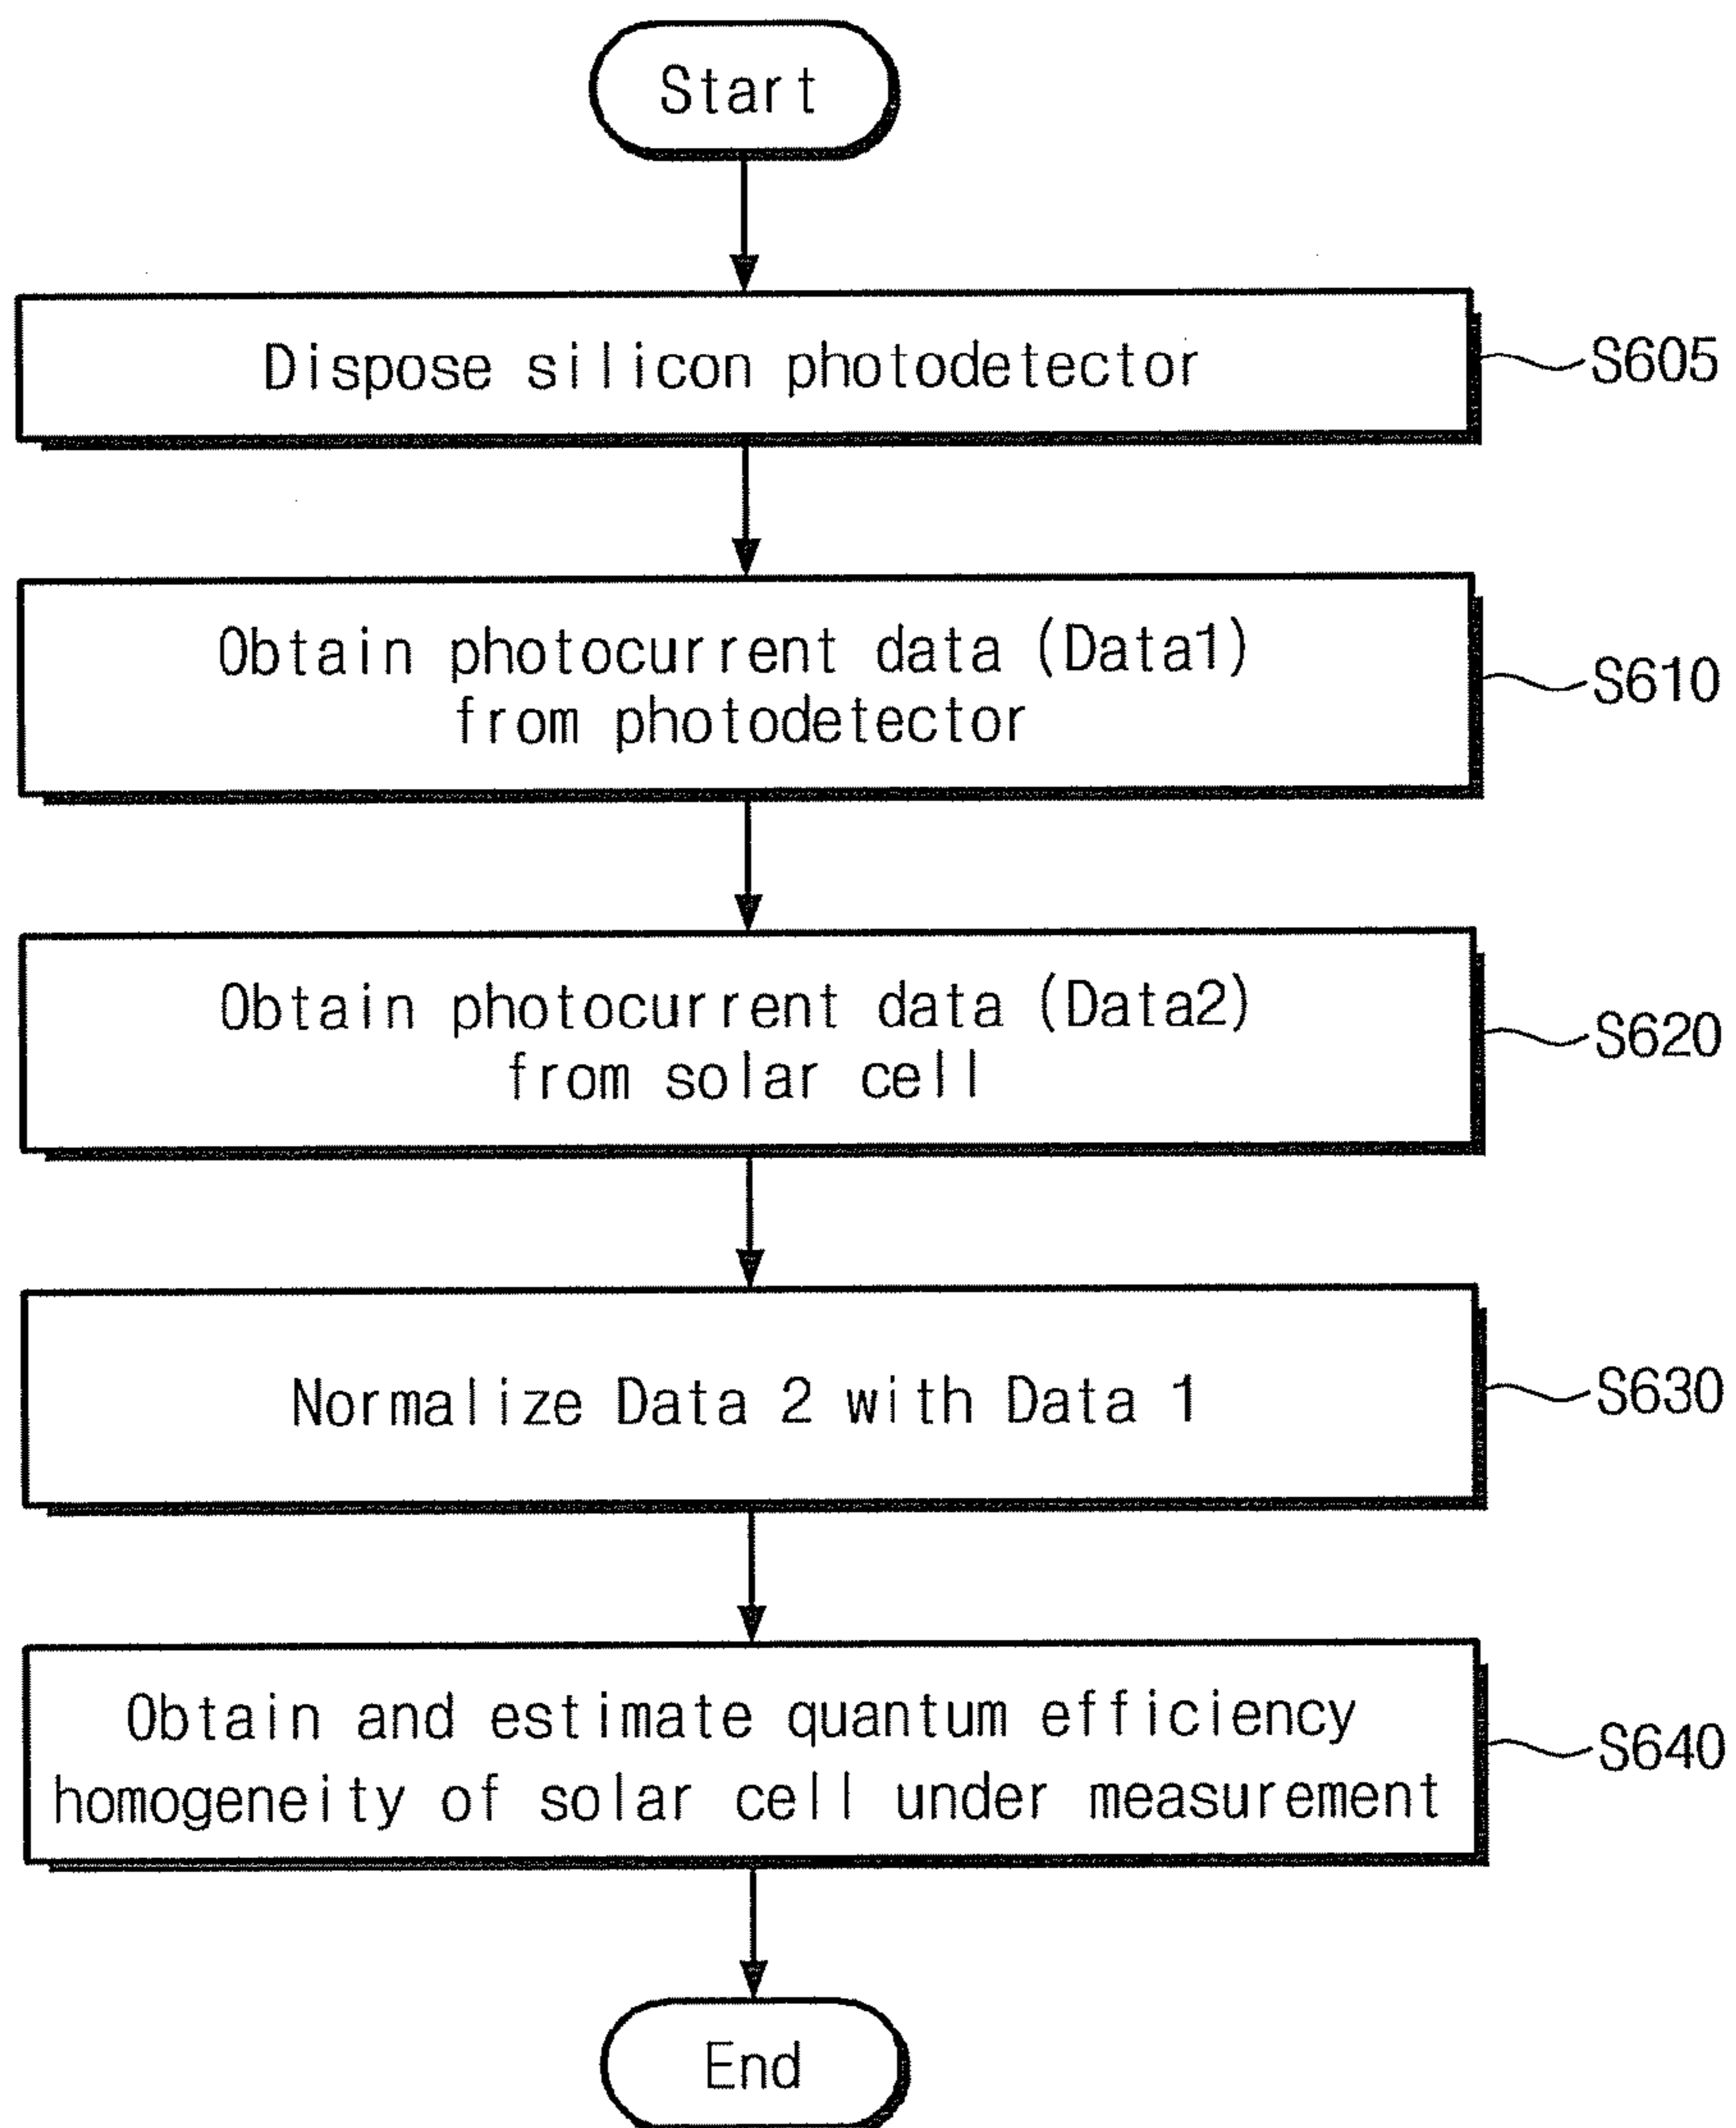 Start
Dispose silicon photodetector
S605
Obtain photocurrent data (Data1)
from photodetector
S610
Obtain photocurrent data (Data2)
from solar cell
S620
Normalize Data 2 with Data 1
S630
Obtain and estimate quantum efficiency
homogeneity of solar cell under measurement
S640
End